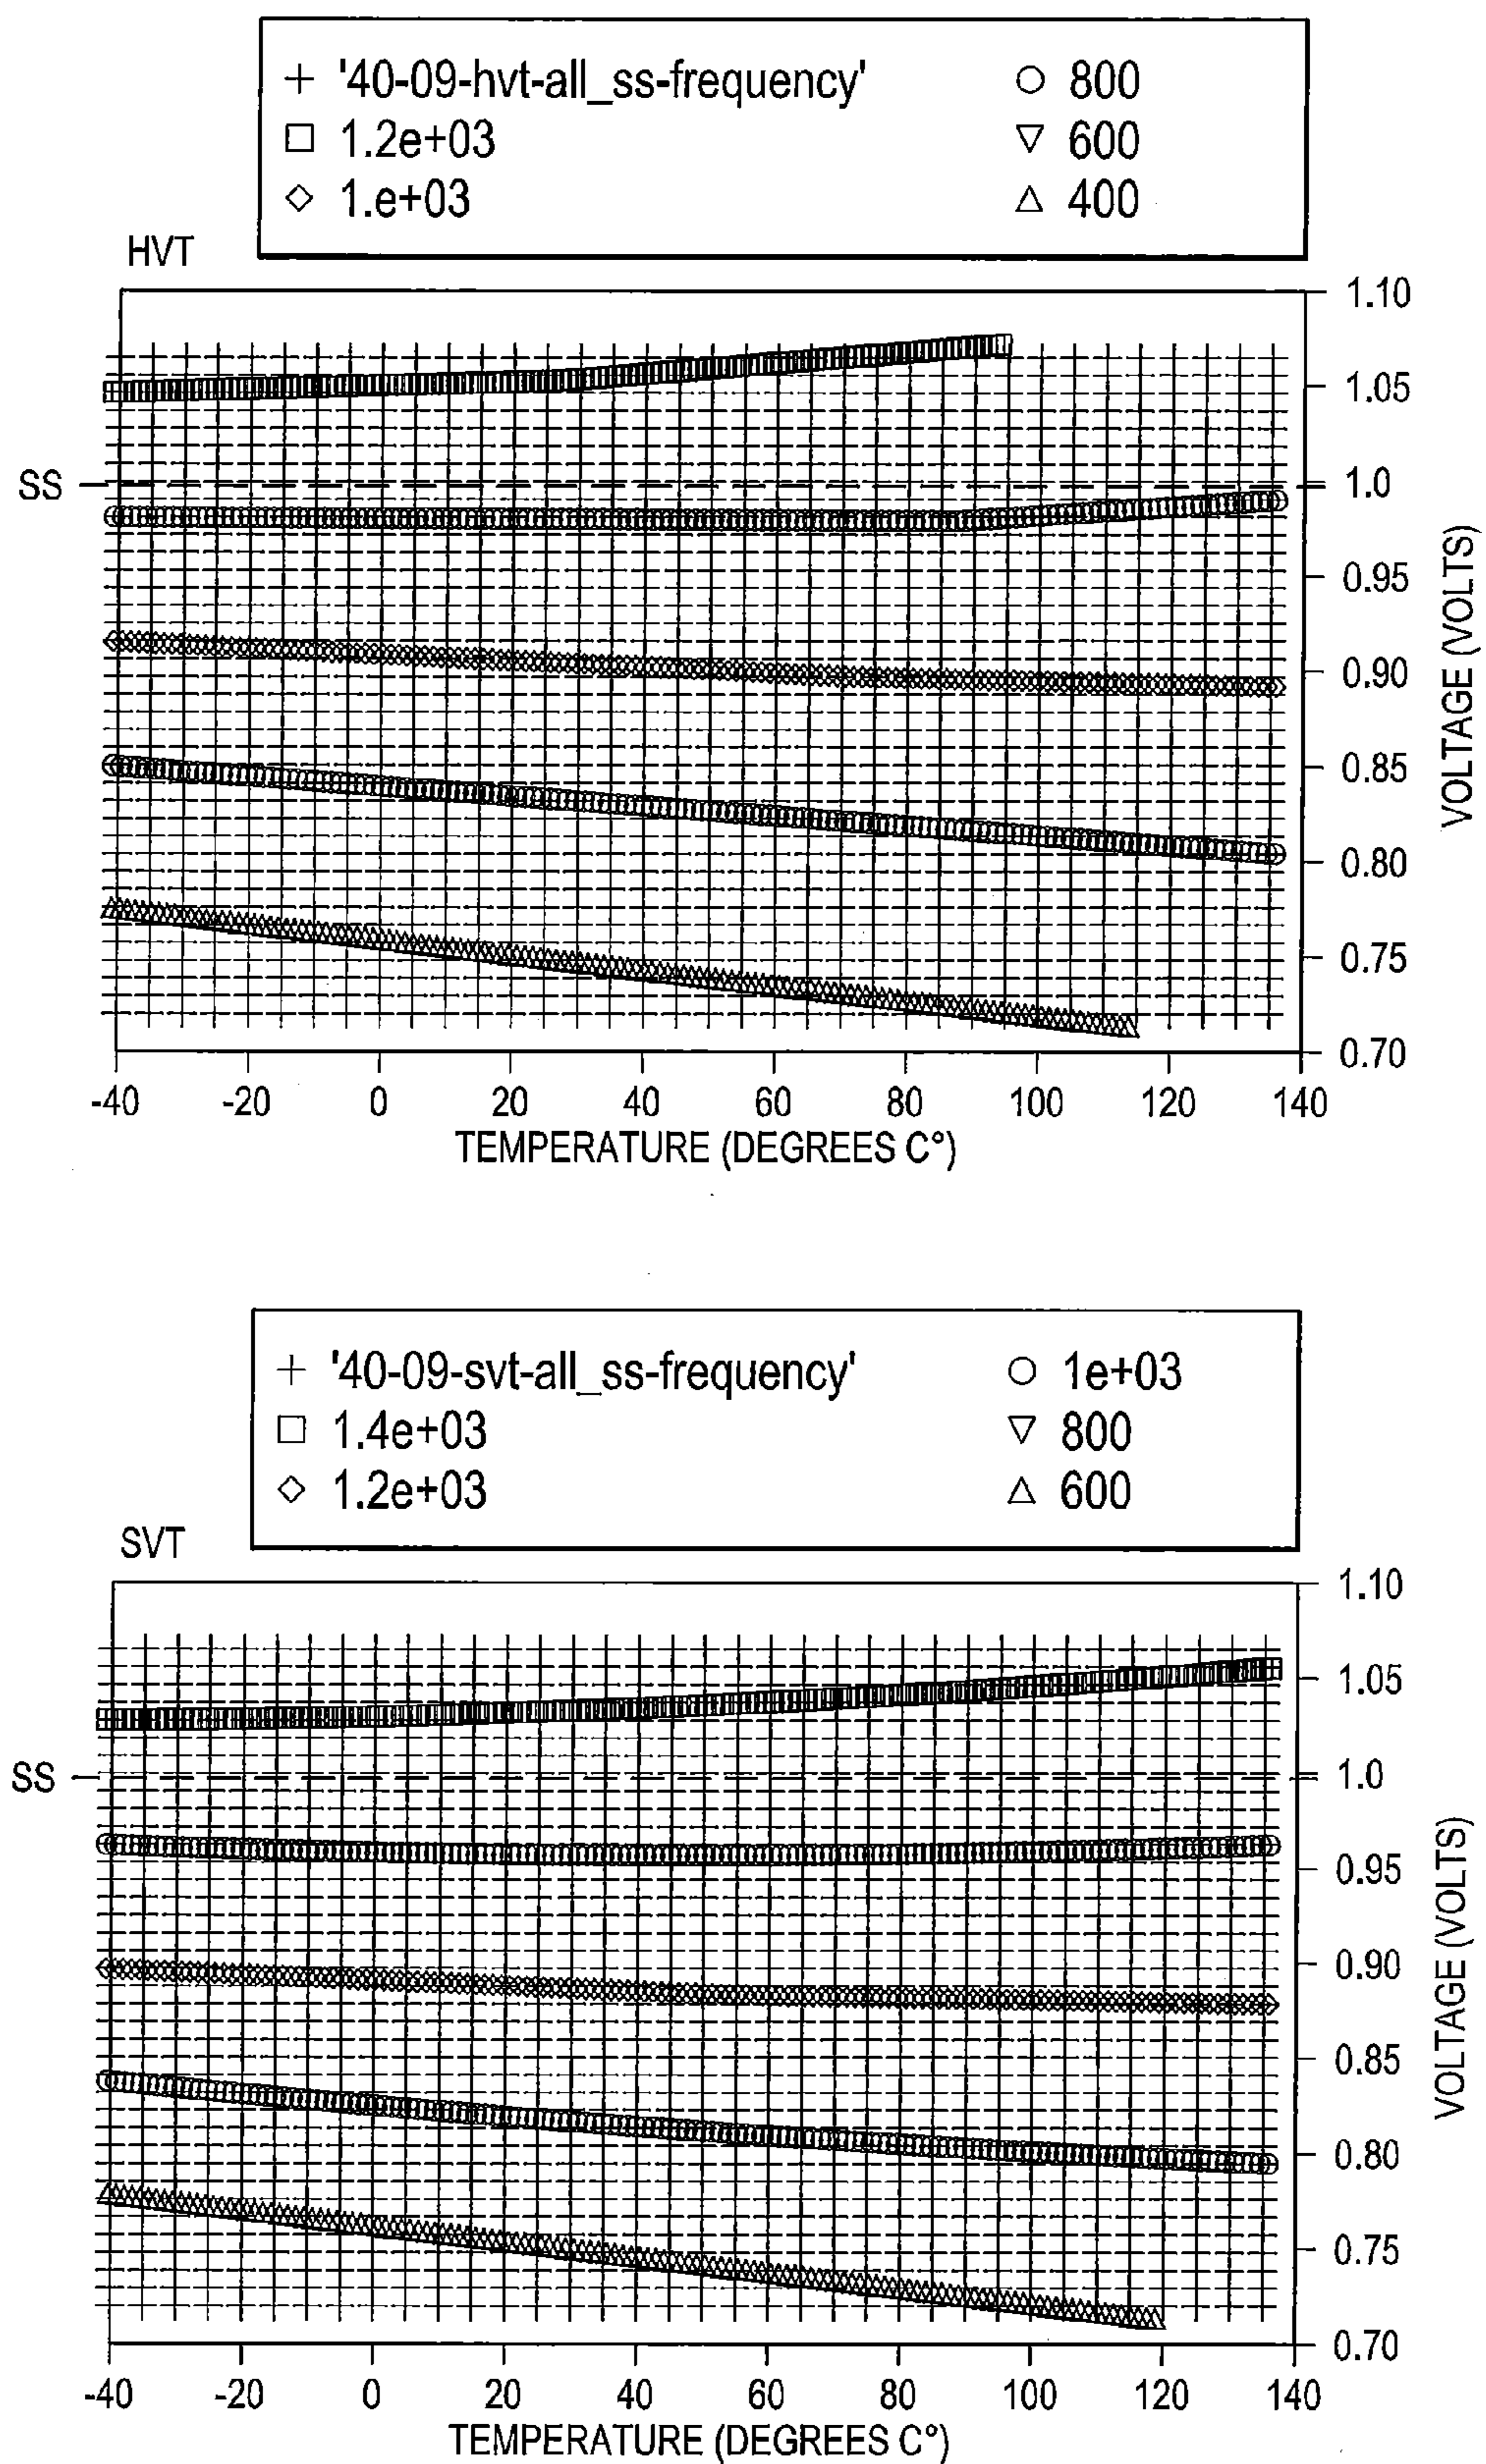 '40-09-hvt-all_ss-frequency'
1.2e+03
1.e+03
800
600
400
HVT
SS
1.10
1.05
1.0
0.95
0.90
0.85
0.80
0.75
0.70
VOLTAGE (VOLTS)
-40 -20 0 20 40 60 80 100 120 140
TEMPERATURE (DEGREES C°)
'40-09-svt-all_ss-frequency'
1.4e+03
1.2e+03
1e+03
800
600
SVT
SS
1.10
1.05
1.0
0.95
0.90
0.85
0.80
0.75
0.70
VOLTAGE (VOLTS)
-40 -20 0 20 40 60 80 100 120 140
TEMPERATURE (DEGREES C°)